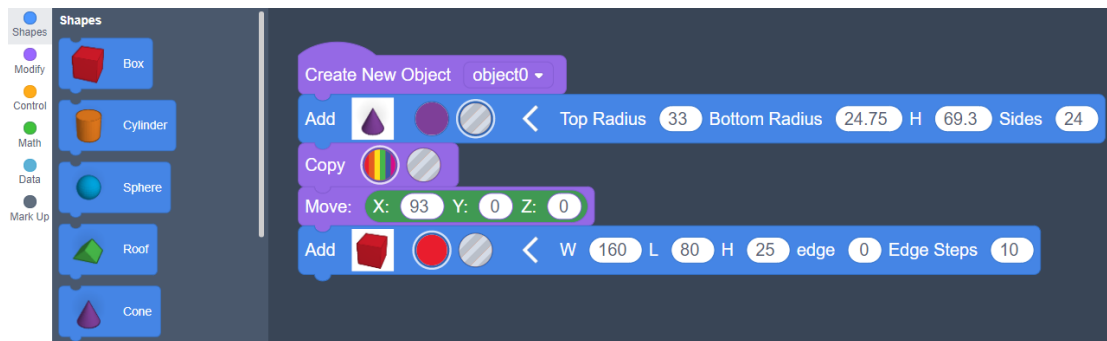 Shapes
Modify
Control
Math
Data
Mark Up
Shapes
Box
Cylinder
Sphere
Roof
Cone
Create New Object object0
Add Top Radius 33 Bottom Radius 24.75 H 69.3 Sides 24
Copy
Move: X: 93 Y: 0 Z: 0
Add W 160 L 80 H 25 edge 0 Edge Steps 10